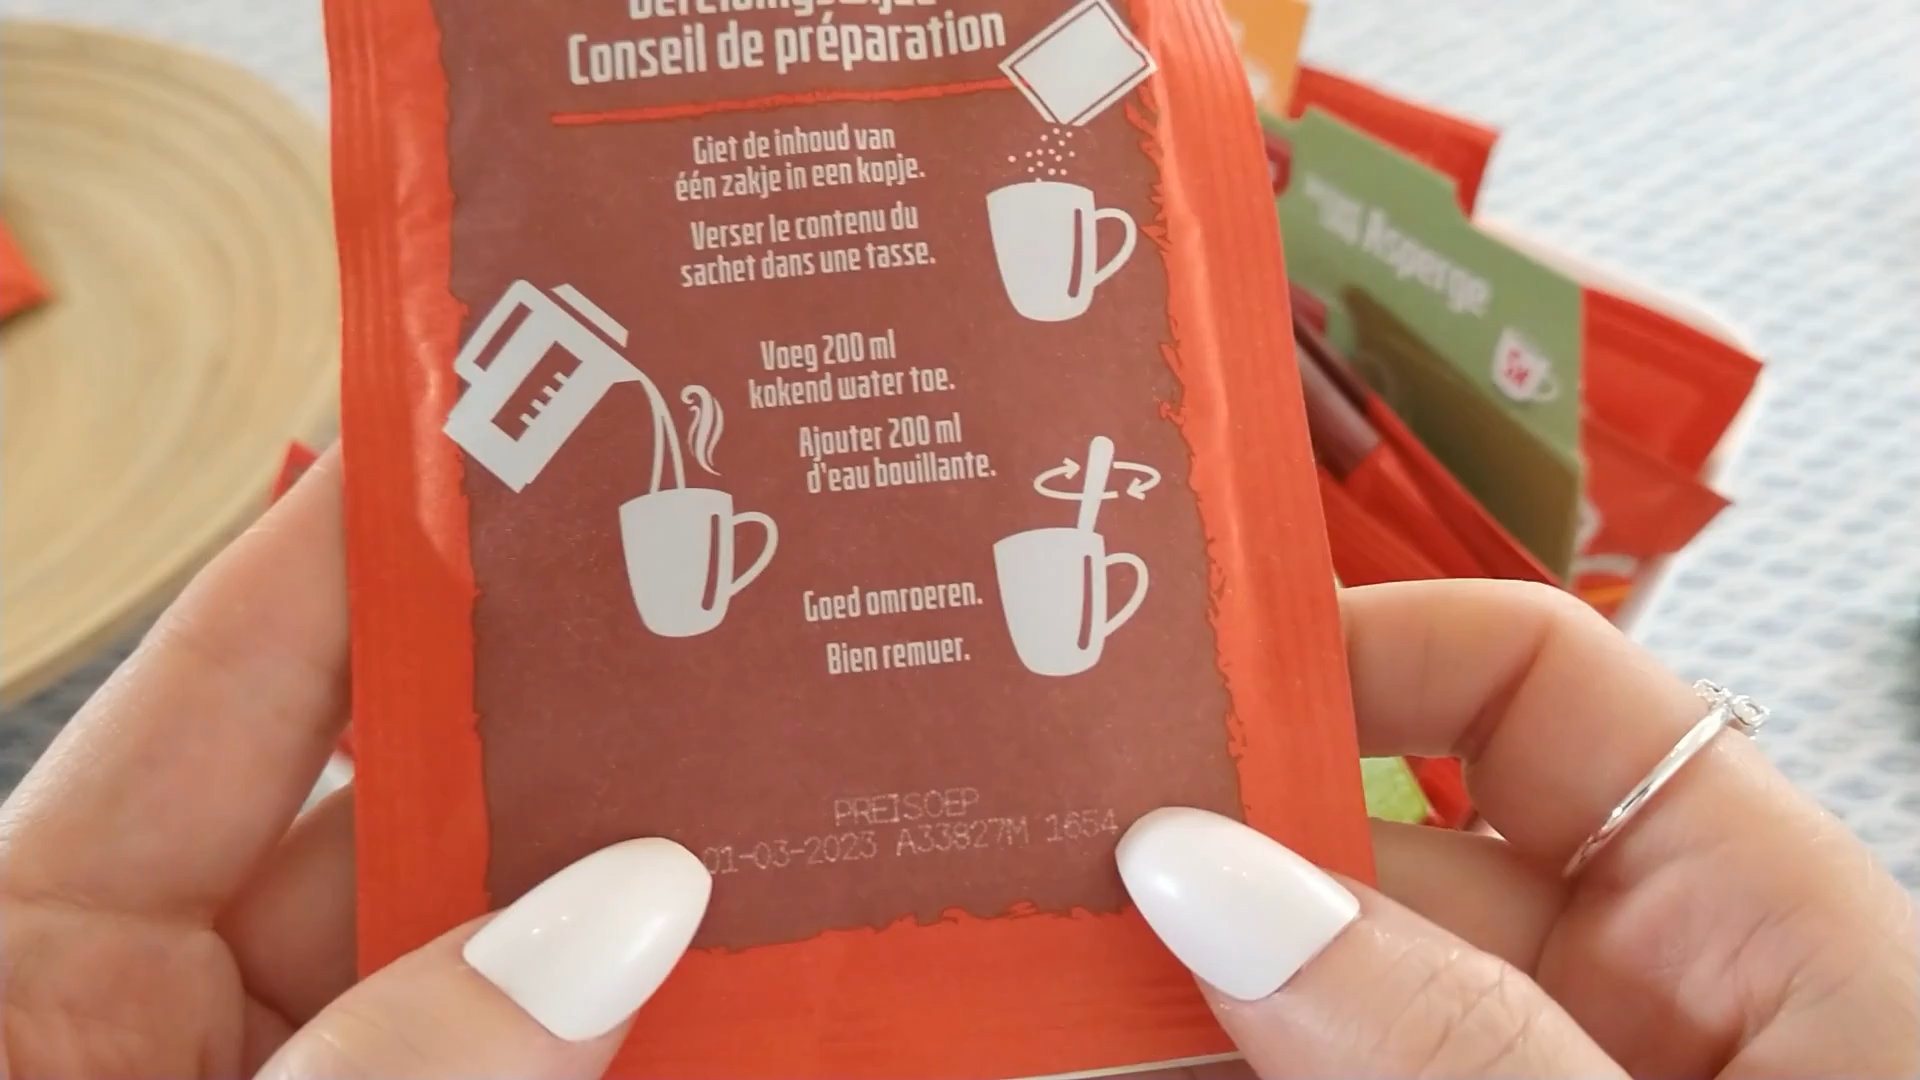 Conseil de préparation
Giet de inhoud van
één zakje in een kopje.
Verser le contenu du
sachet dans une tasse.
Voeg 200 ml
kokend water toe.
Ajouter 200 ml
d'eau bouillante.
Goed omroeren.
Bien remuer.
PREISOEP
01-03-2023 A33827M 1654
Asperge
5x